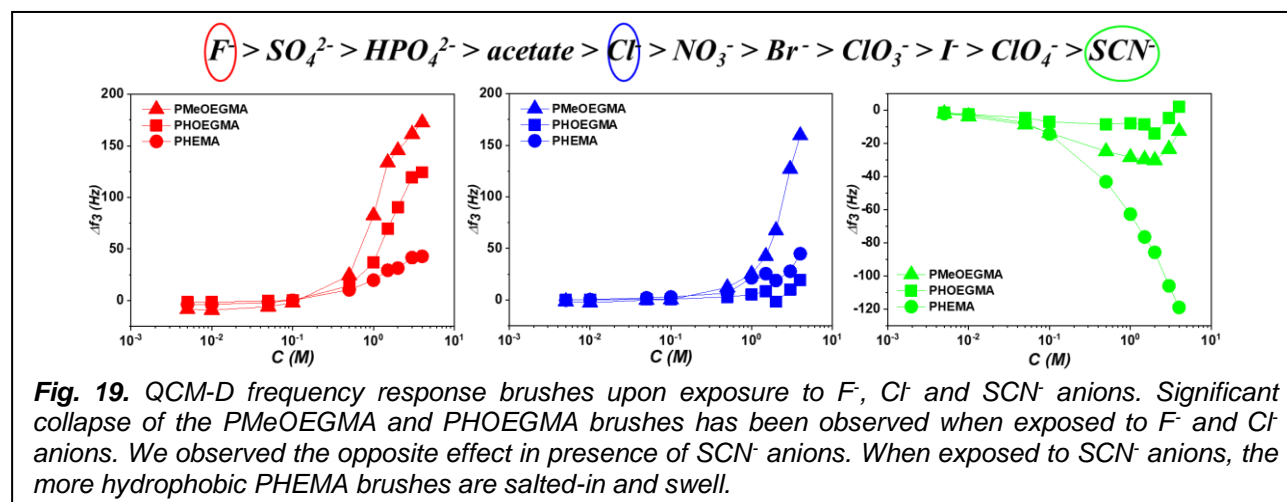 F⁻ > SO₄²⁻ > HPO₄²⁻ > acetate > Cl⁻ > NO₃⁻ > Br⁻ > ClO₃⁻ > I⁻ > ClO₄⁻ > SCN⁻
200
150
100
50
0
Δf₃ (Hz)
PMeOEGMA
PHOEGMA
PHEMA
10⁻³ 10⁻² 10⁻¹ 10⁰ 10¹
C (M)
200
150
100
50
0
Δf₃ (Hz)
PMeOEGMA
PHOEGMA
PHEMA
10⁻³ 10⁻² 10⁻¹ 10⁰ 10¹
C (M)
0
-20
-40
-60
-80
-100
-120
Δf₃ (Hz)
PMeOEGMA
PHOEGMA
PHEMA
10⁻³ 10⁻² 10⁻¹ 10⁰ 10¹
C (M)
Fig. 19. QCM-D frequency response brushes upon exposure to F⁻, Cl⁻ and SCN⁻ anions. Significant
collapse of the PMeOEGMA and PHOEGMA brushes has been observed when exposed to F⁻ and Cl⁻
anions. We observed the opposite effect in presence of SCN⁻ anions. When exposed to SCN⁻ anions, the
more hydrophobic PHEMA brushes are salted-in and swell.